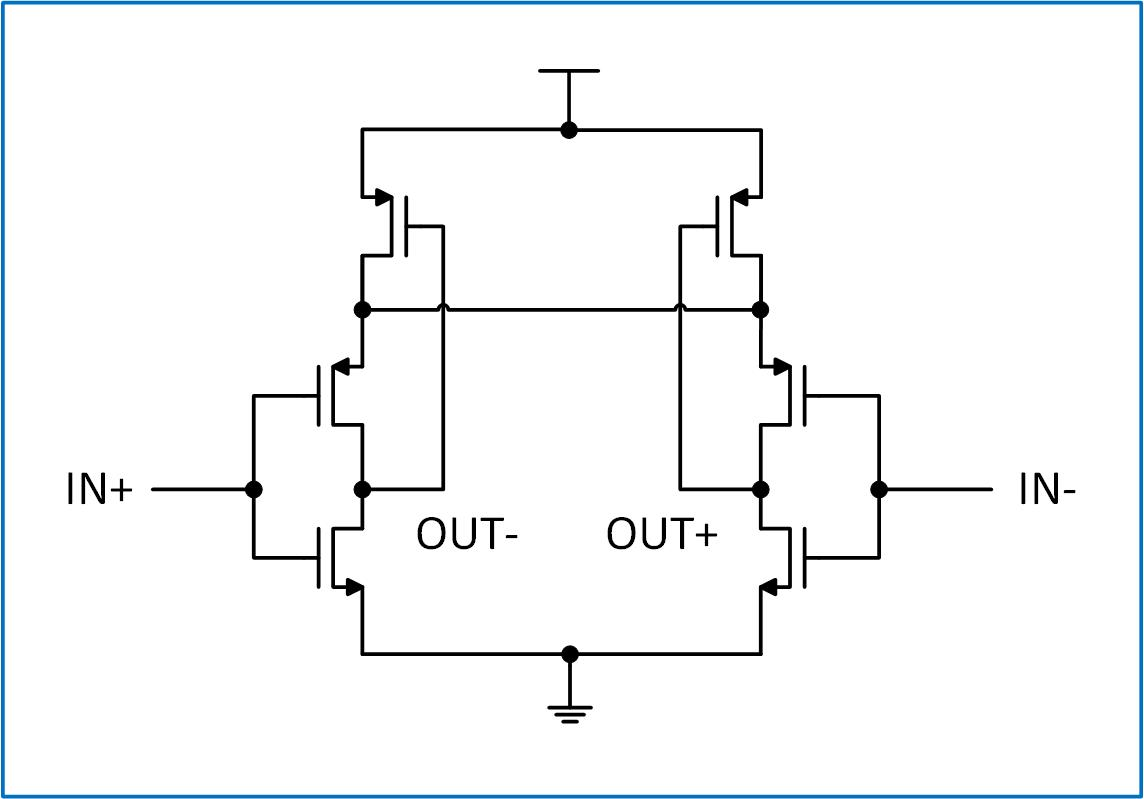 IN+
IN-
OUT-
OUT+